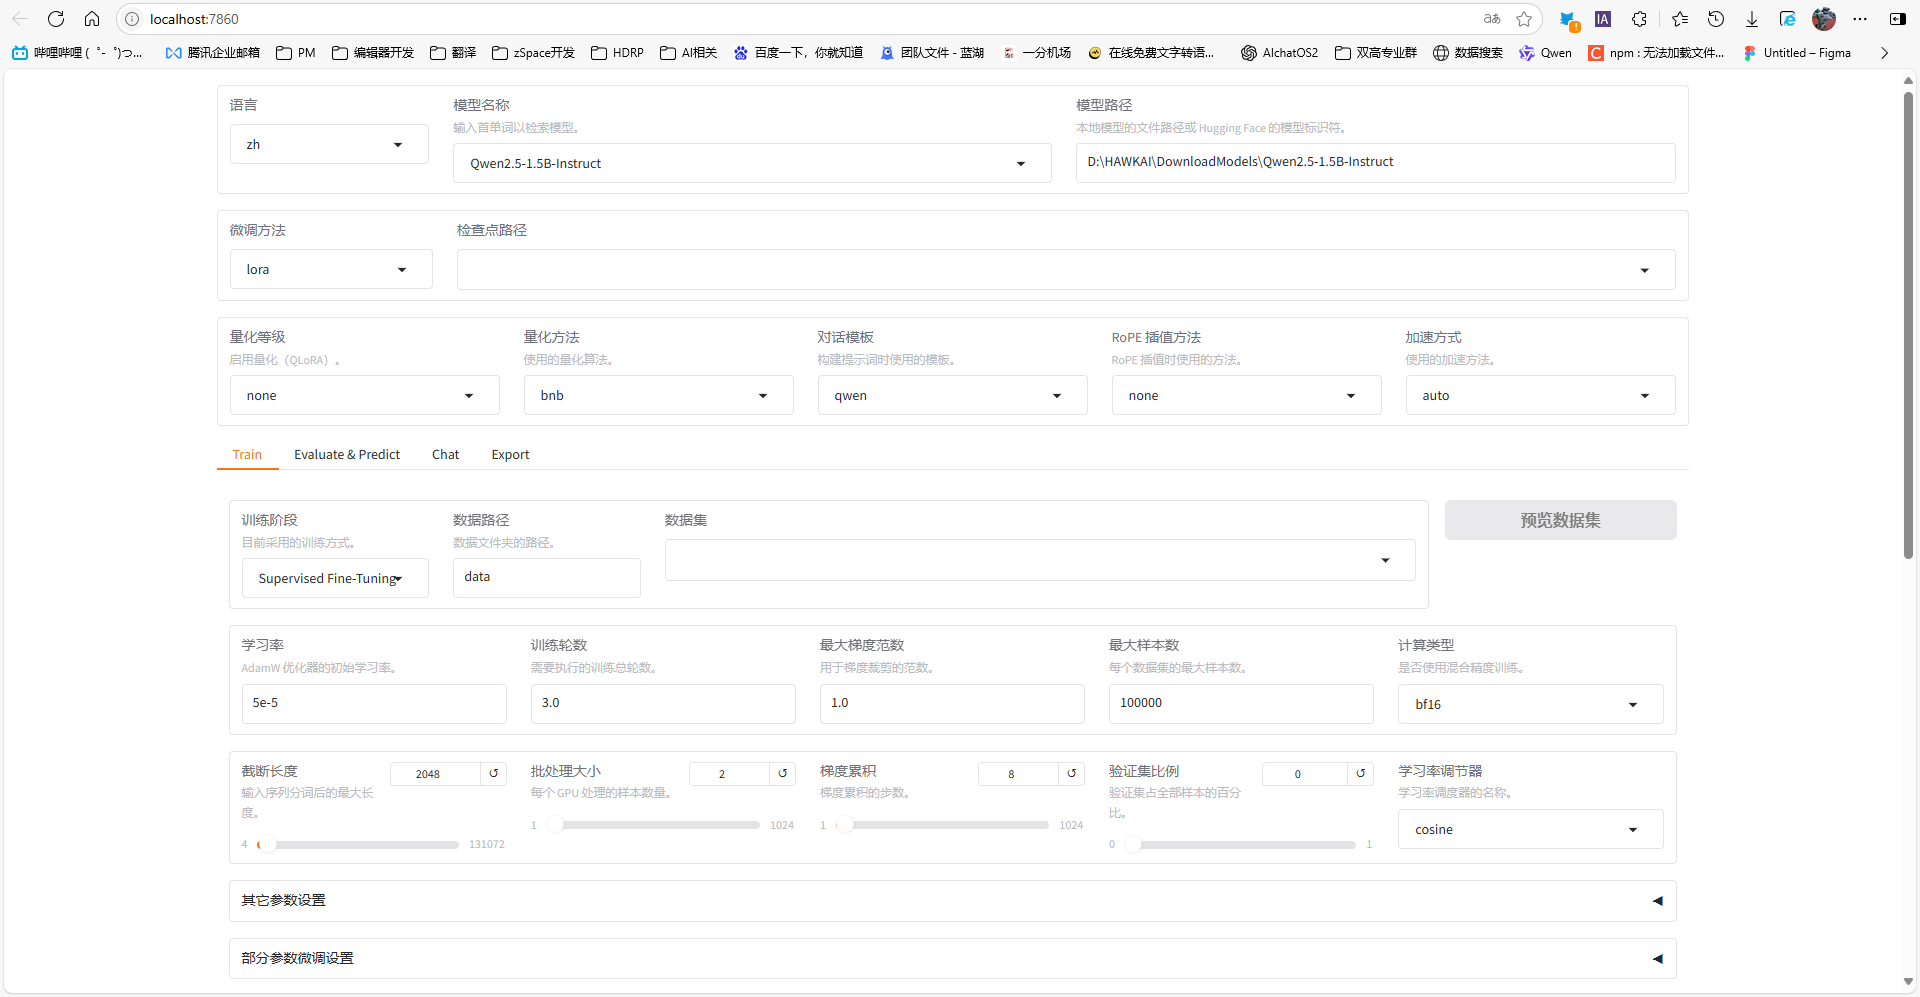 localhost:7860
哔哩哔哩 (゜-゜)つ... 腾讯企业邮箱 PM 编辑器开发 翻译 zSpace开发 HDRP AI相关 百度一下，你就知道 团队文件 - 蓝湖 一分机场 在线免费文字转语... AIchatOS2 双高专业群 数据搜索 Qwen npm : 无法加载文件... Untitled – Figma
语言 模型名称 模型路径
输入首单词以检索模型。 本地模型的文件路径或 Hugging Face 的模型标识符。
zh Qwen2.5-1.5B-Instruct D:\HAWKAI\DownloadModels\Qwen2.5-1.5B-Instruct
微调方法 检查点路径
lora
量化等级 量化方法 对话模板 RoPE 插值方法 加速方式
启用量化（QLoRA）。 使用的量化算法。 构建提示词时使用的模板。 RoPE 插值时使用的方法。 使用的加速方法。
none bnb qwen none auto
Train Evaluate & Predict Chat Export
训练阶段 数据路径 数据集 预览数据集
目前采用的训练方式。 数据文件夹的路径。
Supervised Fine-Tuning data
学习率 训练轮数 最大梯度范数 最大样本数 计算类型
AdamW 优化器的初始学习率。 需要执行的训练总轮数。 用于梯度裁剪的范数。 每个数据集的最大样本数。 是否使用混合精度训练。
5e-5 3.0 1.0 100000 bf16
截断长度 2048 批处理大小 2 梯度累积 8 验证集比例 0 学习率调节器
输入序列分词后的最大长 每个 GPU 处理的样本数量。 梯度累积的步数。 验证集占全部样本的百分 学习率调度器的名称。
度。 比。
1 1024 1 1024 cosine
4 131072 0 1
其它参数设置
部分参数微调设置